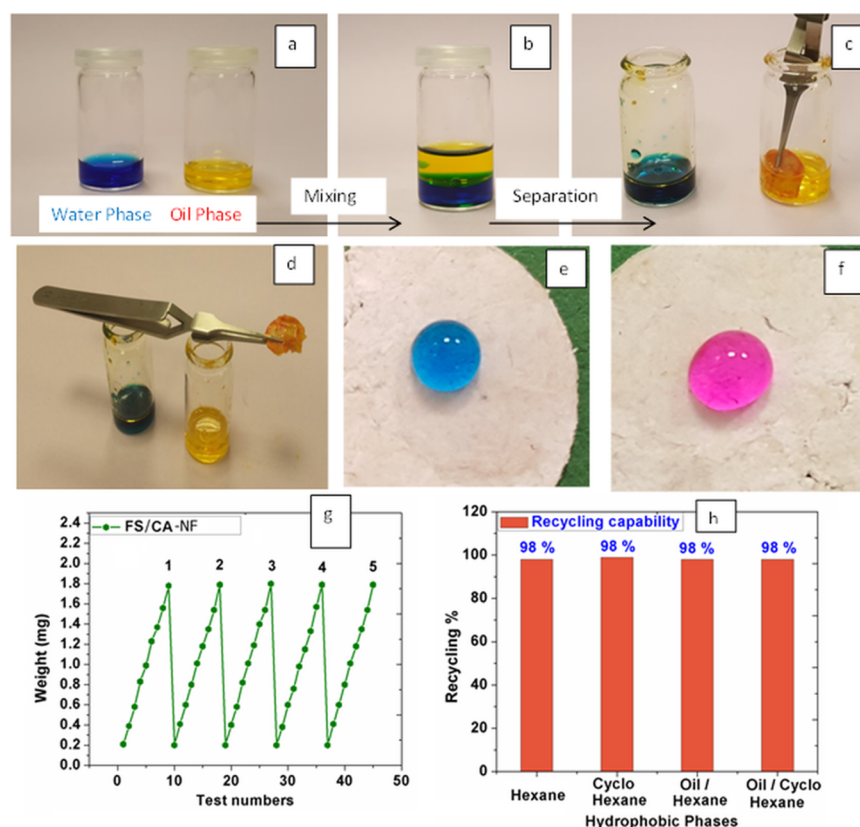 a
b
c
Water Phase
Oil Phase
Mixing
Separation
d
e
f
g
FS/CA-NF
1 2 3 4 5
2.4
2.2
2.0
1.8
1.6
1.4
1.2
1.0
0.8
0.6
0.4
0.2
0.0
Weight (mg)
0 10 20 30 40 50
Test numbers
h
Recycling capability
98 % 98 % 98 % 98 %
120
100
80
60
40
20
0
Recycling %
Hexane
Cyclo
Hexane
Oil /
Hexane
Oil / Cyclo
Hexane
Hydrophobic Phases